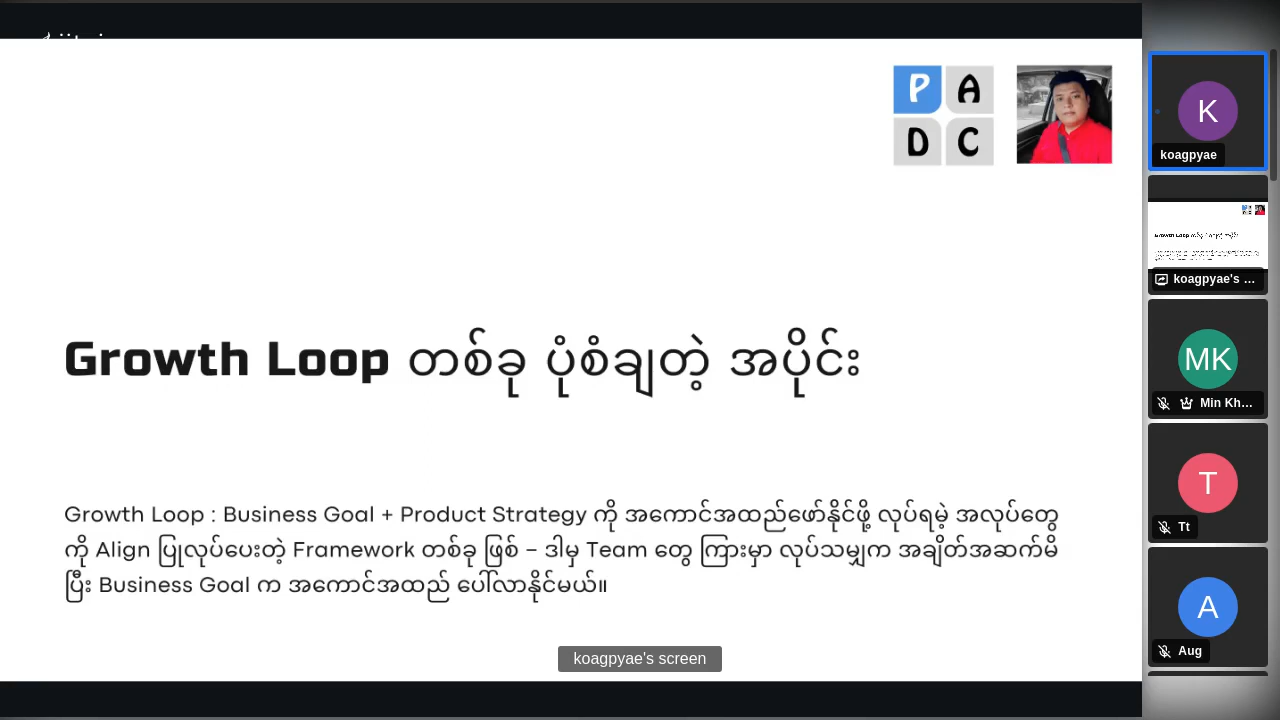 P A
D C
Growth Loop တစ်ခု ပုံစံချတဲ့ အပိုင်း
Growth Loop : Business Goal + Product Strategy ကို အကောင်အထည်ဖော်နိုင်ဖို့ လုပ်ရမဲ့ အလုပ်တွေ
ကို Align ပြုလုပ်ပေးတဲ့ Framework တစ်ခု ဖြစ် – ဒါမှ Team တွေ ကြားမှာ လုပ်သမျှက အချိတ်အဆက်မိ
ပြီး Business Goal က အကောင်အထည် ပေါ်လာနိုင်မယ်။
koagpyae's screen
K
koagpyae
koagpyae's ...
MK
Min Kh...
T
Tt
A
Aug